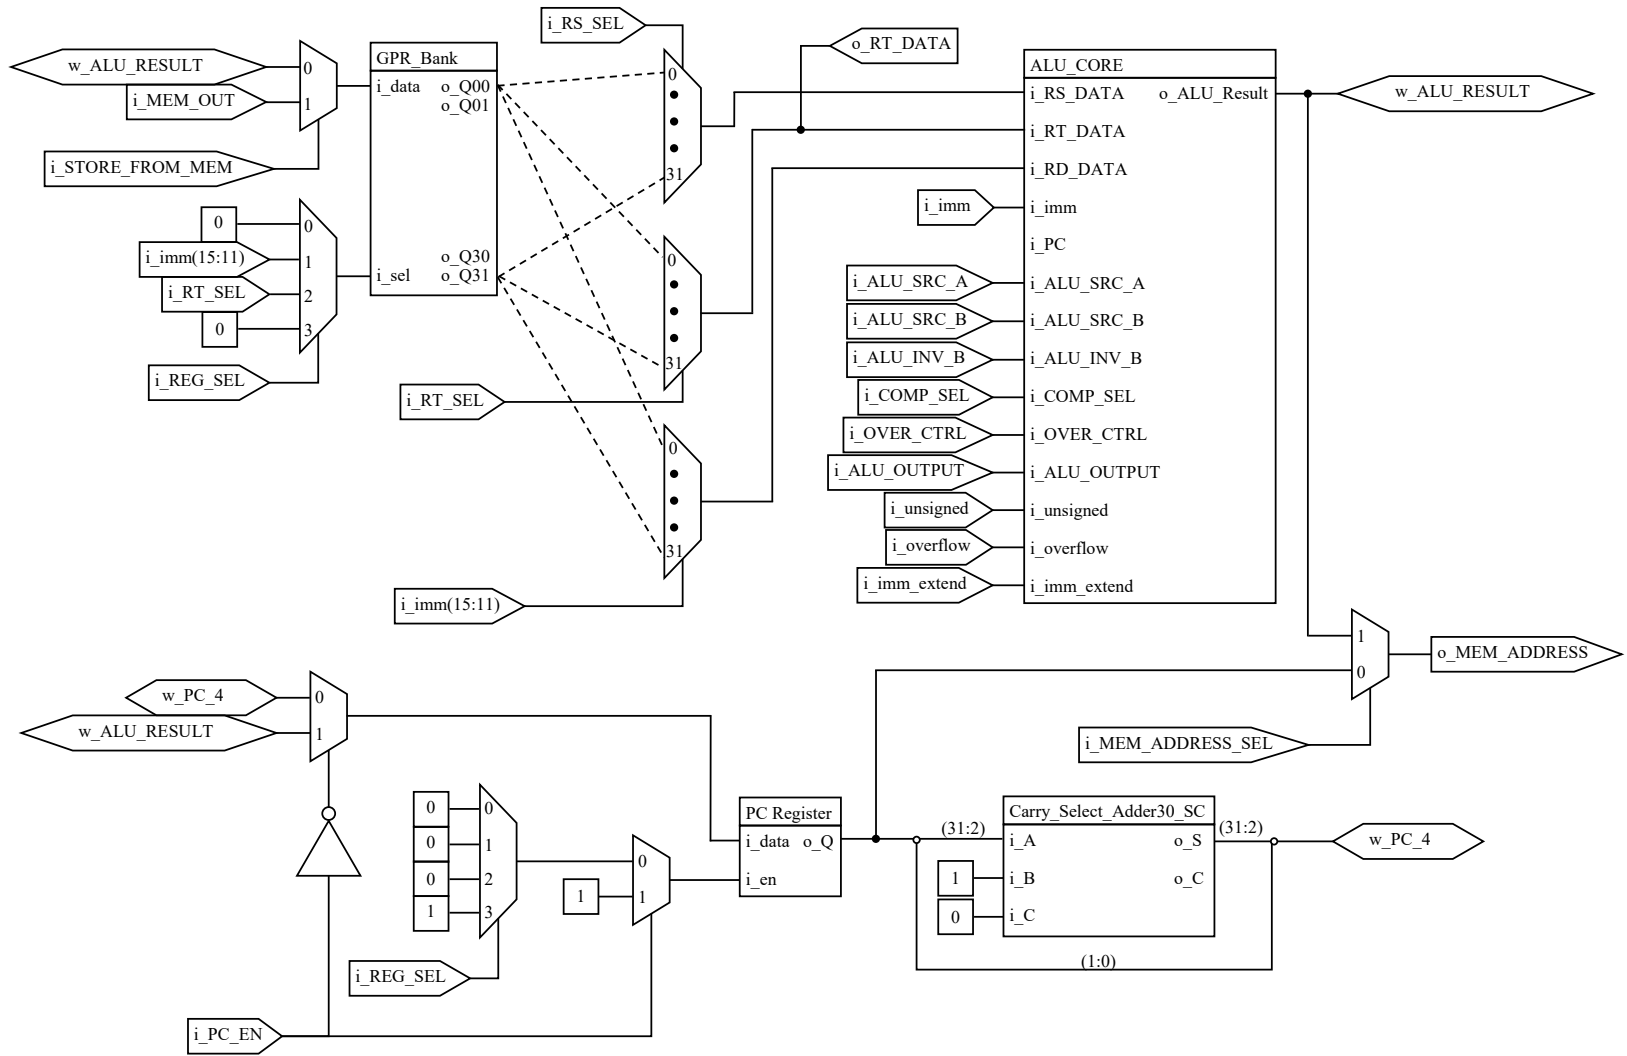 i_RS_SEL
w_ALU_RESULT
0
i_MEM_OUT
1
i_STORE_FROM_MEM
GPR_Bank
i_data
o_Q00
o_Q01
o_Q30
i_sel
o_Q31
0
0
i_imm(15:11)
1
i_RT_SEL
2
0
3
i_REG_SEL
0
31
0
31
i_RT_SEL
0
31
i_imm(15:11)
o_RT_DATA
ALU_CORE
i_RS_DATA
o_ALU_Result
w_ALU_RESULT
i_RT_DATA
i_RD_DATA
i_imm
i_imm
i_PC
i_ALU_SRC_A
i_ALU_SRC_A
i_ALU_SRC_B
i_ALU_SRC_B
i_ALU_INV_B
i_ALU_INV_B
i_COMP_SEL
i_COMP_SEL
i_OVER_CTRL
i_OVER_CTRL
i_ALU_OUTPUT
i_ALU_OUTPUT
i_unsigned
i_unsigned
i_overflow
i_overflow
i_imm_extend
i_imm_extend
1
0
o_MEM_ADDRESS
i_MEM_ADDRESS_SEL
w_PC_4
0
w_ALU_RESULT
1
0
0
0
1
0
2
1
3
i_REG_SEL
0
1
1
i_PC_EN
PC Register
i_data
o_Q
i_en
(31:2)
Carry_Select_Adder30_SC
i_A
o_S
(31:2)
w_PC_4
1
i_B
o_C
0
i_C
(1:0)